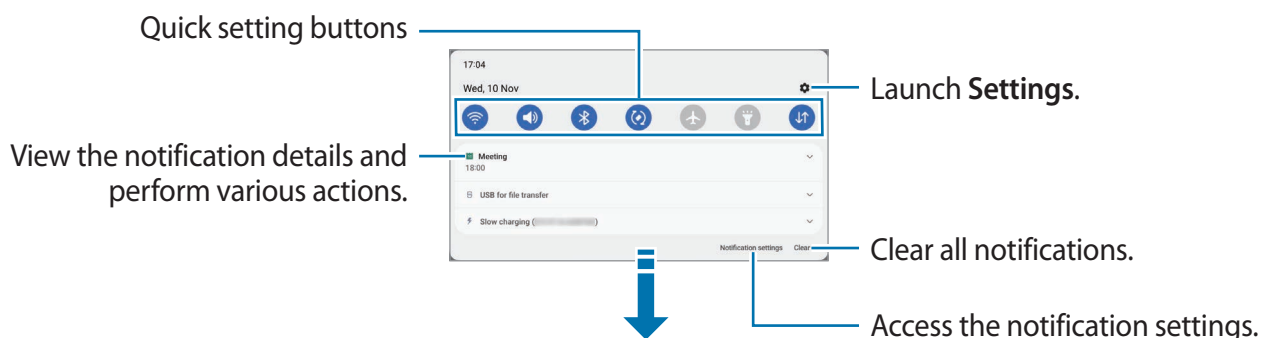 Quick setting buttons
17:04
Wed, 10 Nov
Launch Settings.
View the notification details and
perform various actions.
Meeting
18:00
USB for file transfer
Slow charging ( )
Notification settings Clear
Clear all notifications.
Access the notification settings.